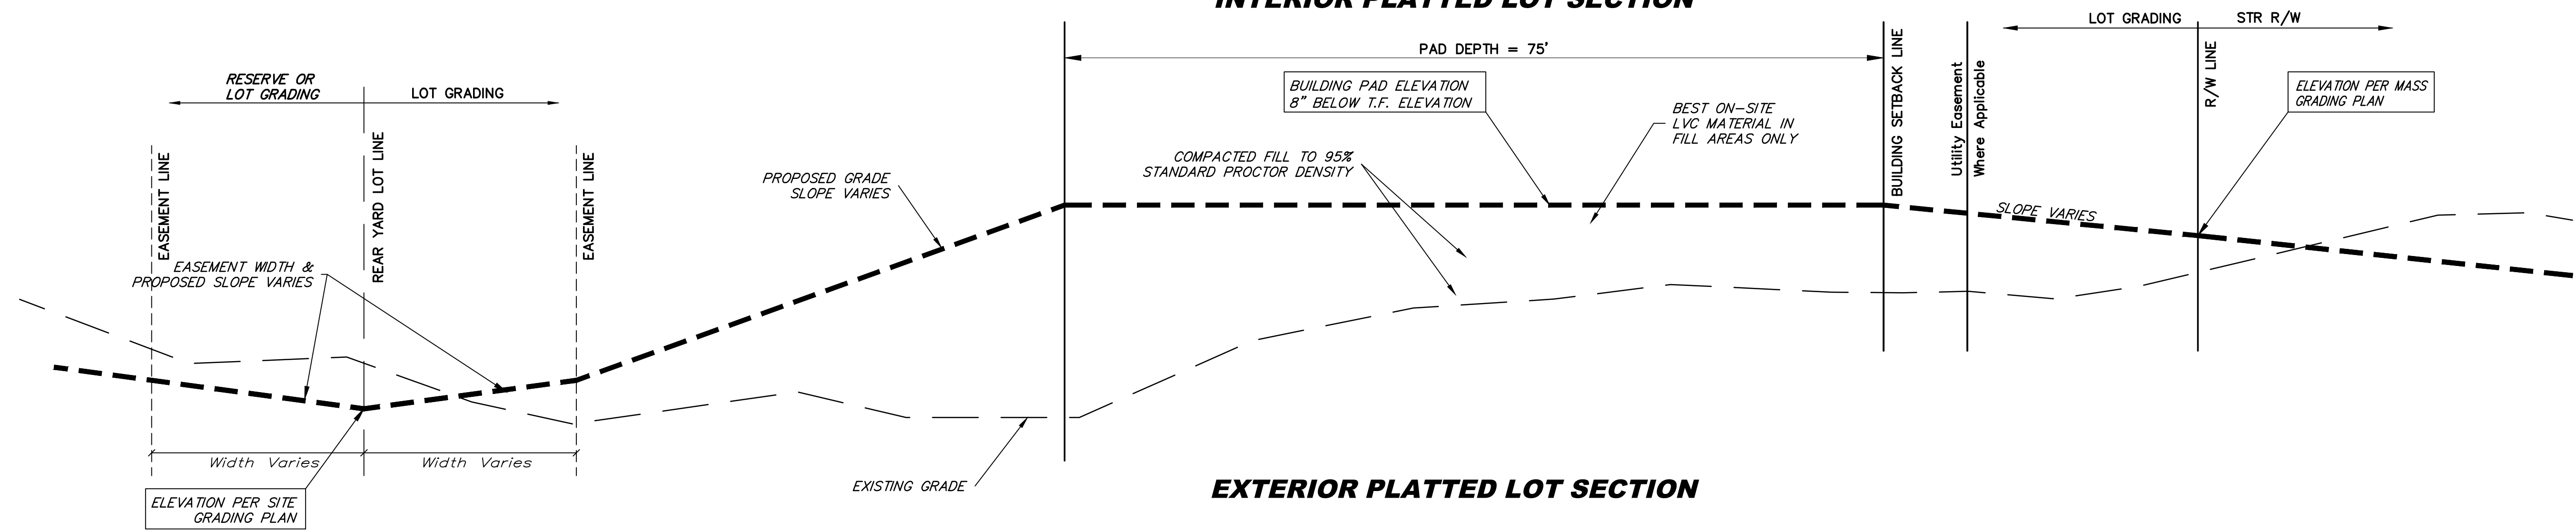 INTERIOR PLATTED LOT SECTION
LOT GRADING
STR R/W
PAD DEPTH = 75'
RESERVE OR
LOT GRADING
LOT GRADING
BUILDING PAD ELEVATION
8" BELOW T.F. ELEVATION
BEST ON-SITE
LVC MATERIAL IN
FILL AREAS ONLY
BUILDING SETBACK LINE
Utility Easement
Where Applicable
R/W LINE
ELEVATION PER MASS
GRADING PLAN
EASEMENT LINE
REAR YARD LOT LINE
EASEMENT LINE
PROPOSED GRADE
SLOPE VARIES
COMPACTED FILL TO 95%
STANDARD PROCTOR DENSITY
SLOPE VARIES
EASEMENT WIDTH &
PROPOSED SLOPE VARIES
Width Varies
Width Varies
EXISTING GRADE
ELEVATION PER SITE
GRADING PLAN
EXTERIOR PLATTED LOT SECTION